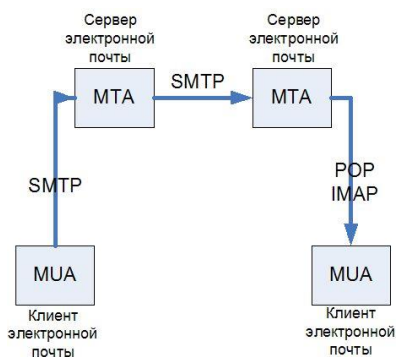 Сервер
электронной
почты
Сервер
электронной
почты
MTA
SMTP
MTA
SMTP
POP
IMAP
MUA
MUA
Клиент
электронной
почты
Клиент
электронной
почты